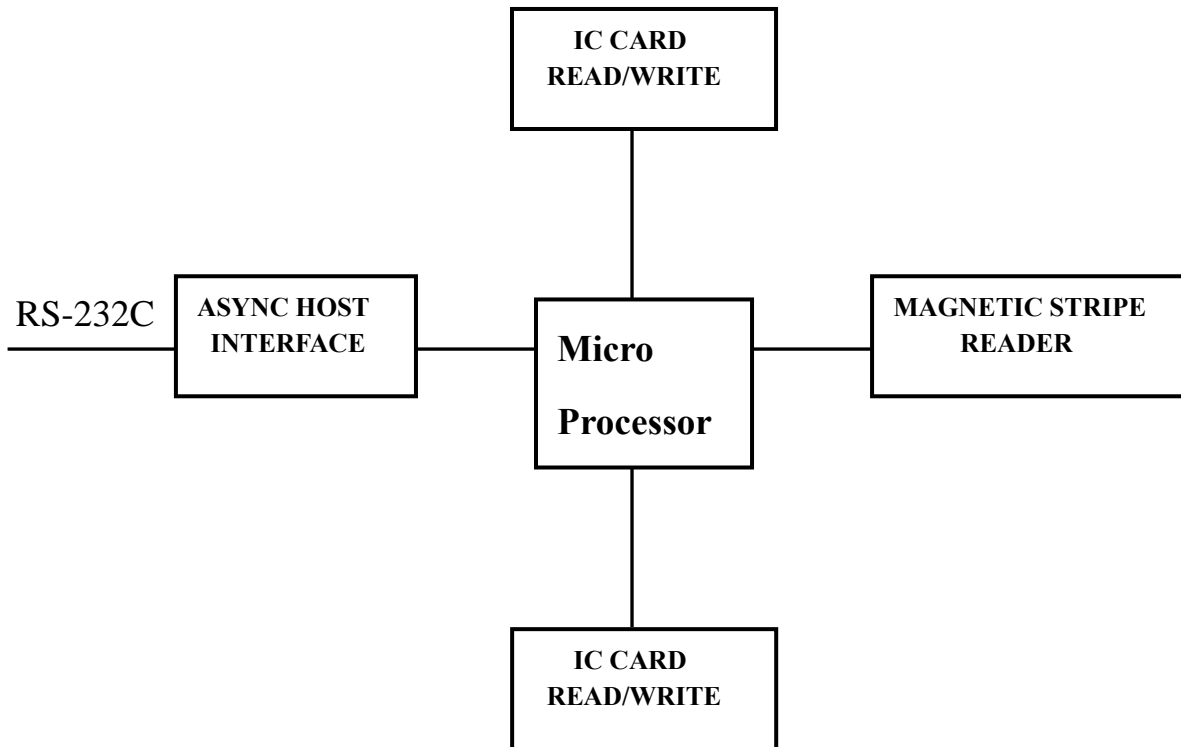 IC CARD
READ/WRITE
RS-232C
ASYNC HOST
INTERFACE
Micro
Processor
MAGNETIC STRIPE
READER
IC CARD
READ/WRITE